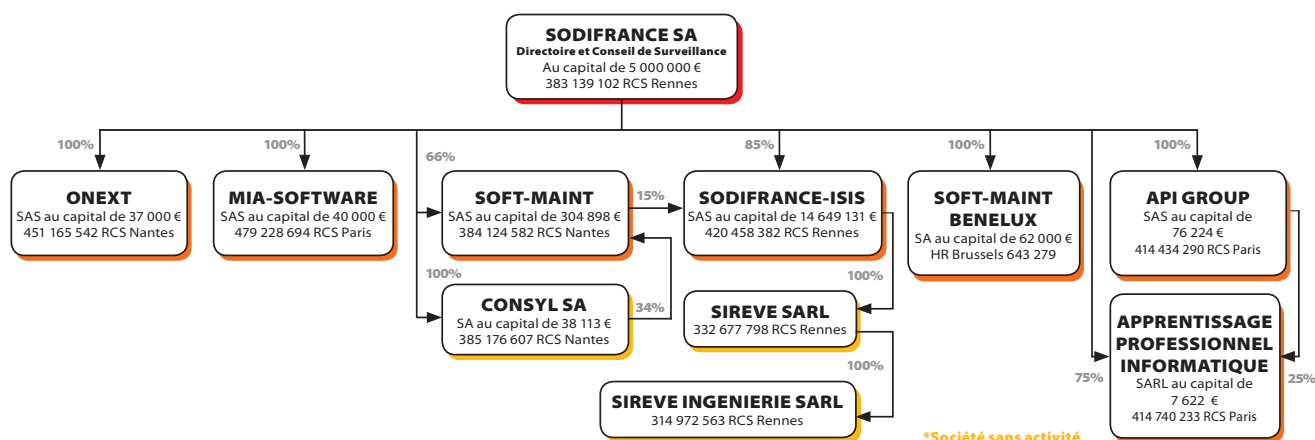 SODIFRANCE SA
Directoire et Conseil de Surveillance
Au capital de 5 000 000 €
383 139 102 RCS Rennes
100%
100%
66%
85%
100%
100%
ONEXT
SAS au capital de 37 000 €
451 165 542 RCS Nantes
MIA-SOFTWARE
SAS au capital de 40 000 €
479 228 694 RCS Paris
SOFT-MAINT
SAS au capital de 304 898 €
384 124 582 RCS Nantes
15%
SODIFRANCE-ISIS
SAS au capital de 14 649 131 €
420 458 382 RCS Rennes
SOFT-MAINT
BENELUX
SA au capital de 62 000 €
HR Brussels 643 279
API GROUP
SAS au capital de
76 224 €
414 434 290 RCS Paris
100%
CONSYL SA
SA au capital de 38 113 €
385 176 607 RCS Nantes
34%
100%
SIREVE SARL
332 677 798 RCS Rennes
100%
SIREVE INGENIERIE SARL
314 972 563 RCS Rennes
75%
APPRENTISSAGE
PROFESSIONNEL
INFORMATIQUE
SARL au capital de
7 622 €
414 740 233 RCS Paris
25%
*Société sans activité